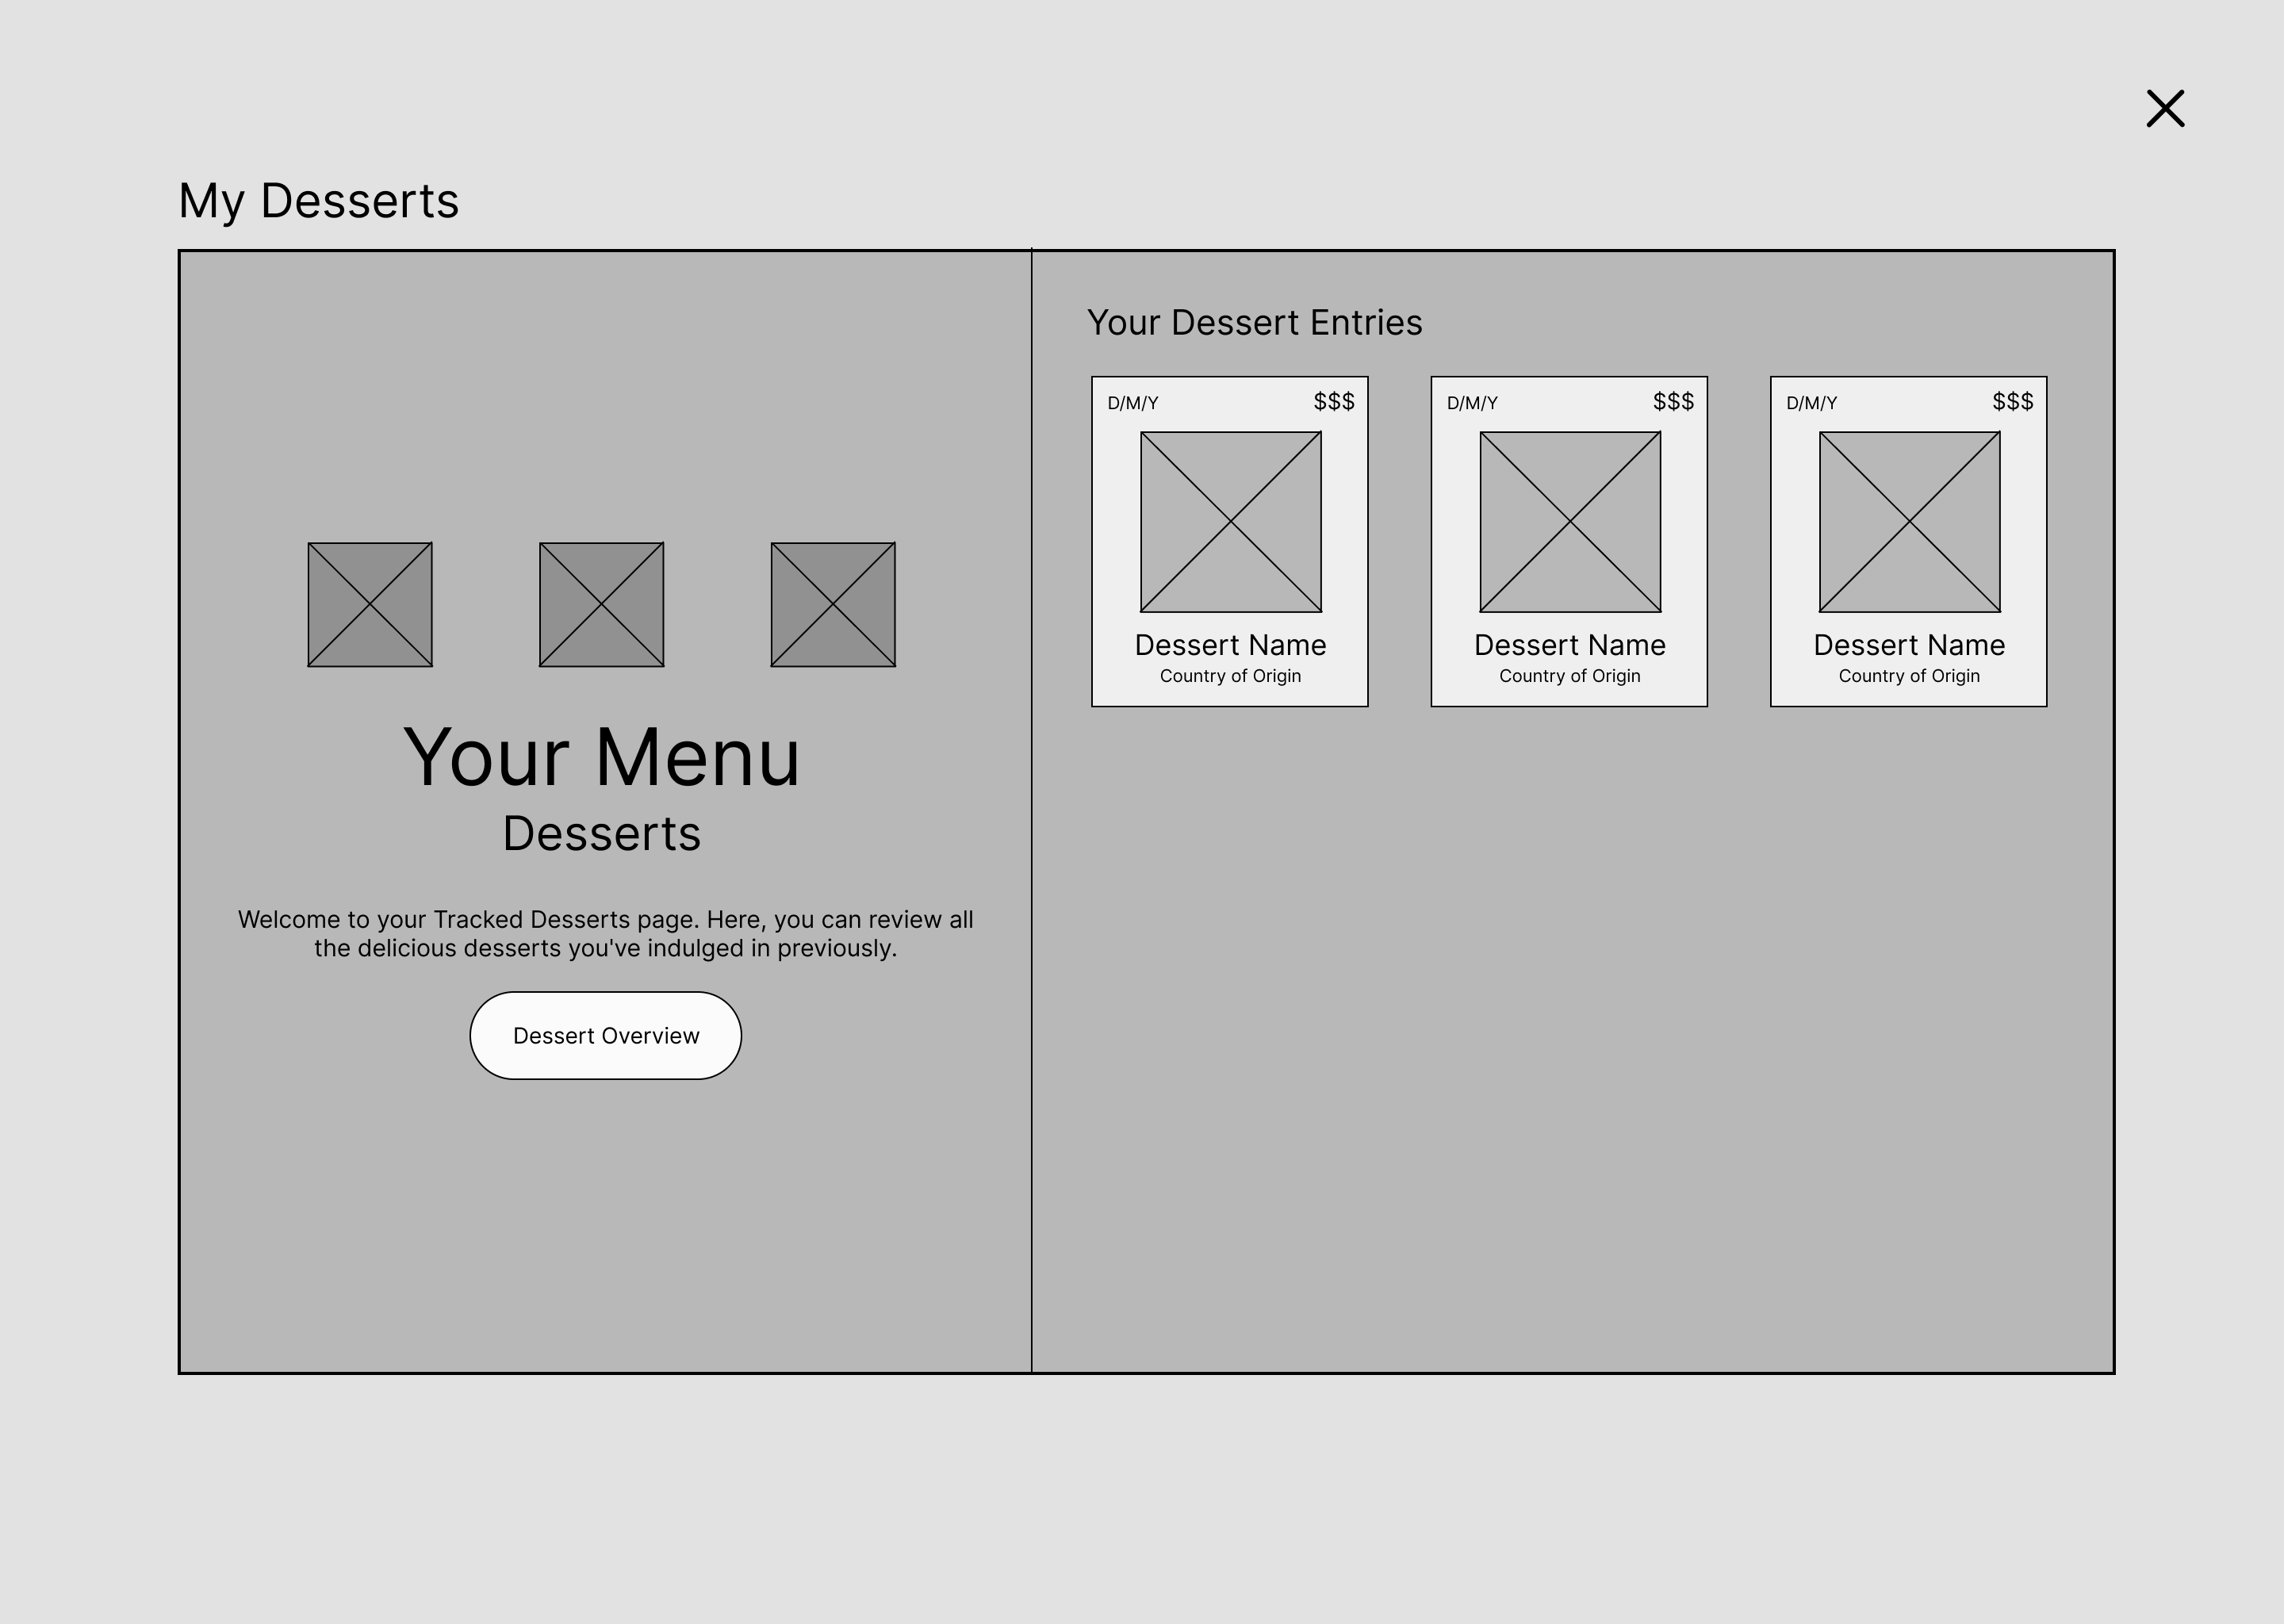 My Desserts
Your Menu
Desserts
Welcome to your Tracked Desserts page. Here, you can review all
the delicious desserts you've indulged in previously.
Dessert Overview
Your Dessert Entries
D/M/Y $$$
Dessert Name
Country of Origin
D/M/Y $$$
Dessert Name
Country of Origin
D/M/Y $$$
Dessert Name
Country of Origin